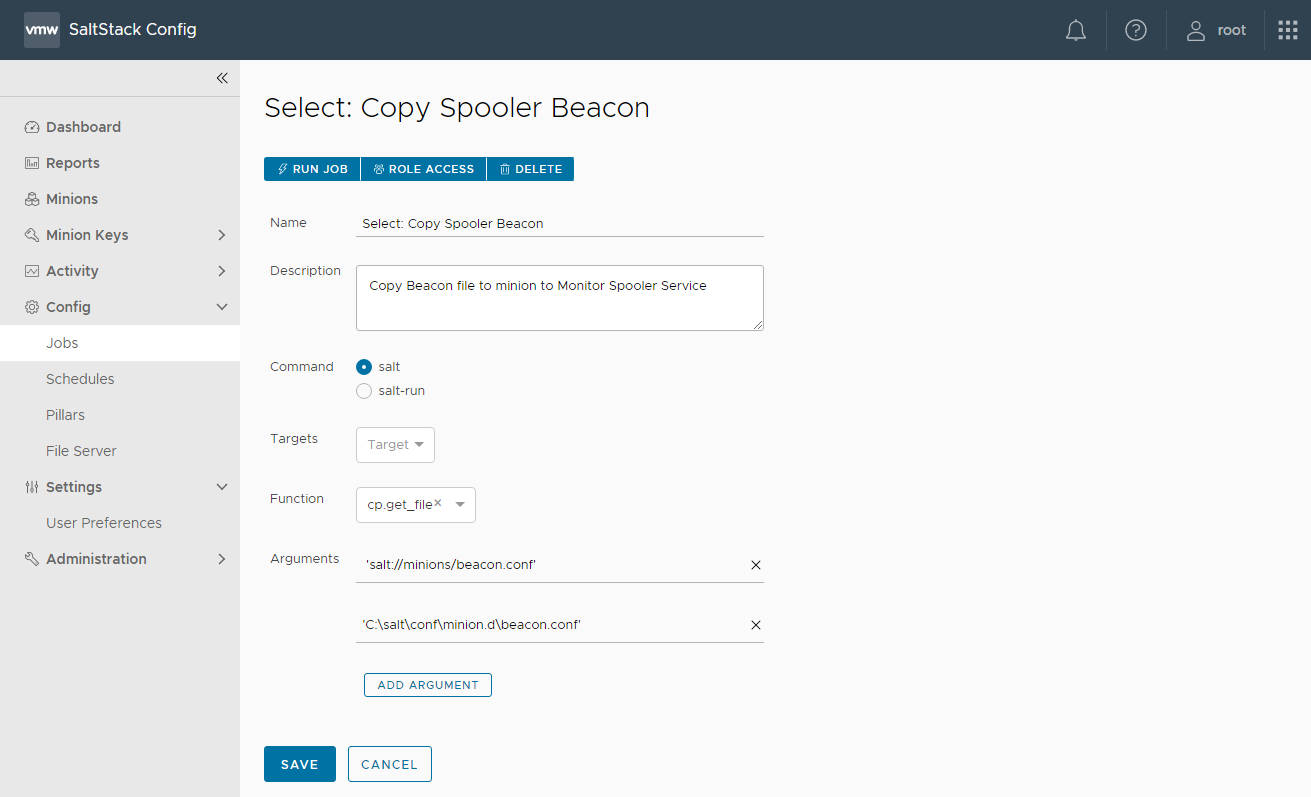 vmw SaltStack Config
root
Dashboard
Reports
Minions
Minion Keys
Activity
Config
Jobs
Schedules
Pillars
File Server
Settings
User Preferences
Administration
Select: Copy Spooler Beacon
RUN JOB ROLE ACCESS DELETE
Name Select: Copy Spooler Beacon
Description Copy Beacon file to minion to Monitor Spooler Service
Command salt
salt-run
Targets Target
Function cp.get_file
Arguments 'salt://minions/beacon.conf'
'C:\salt\conf\minion.d\beacon.conf'
ADD ARGUMENT
SAVE CANCEL